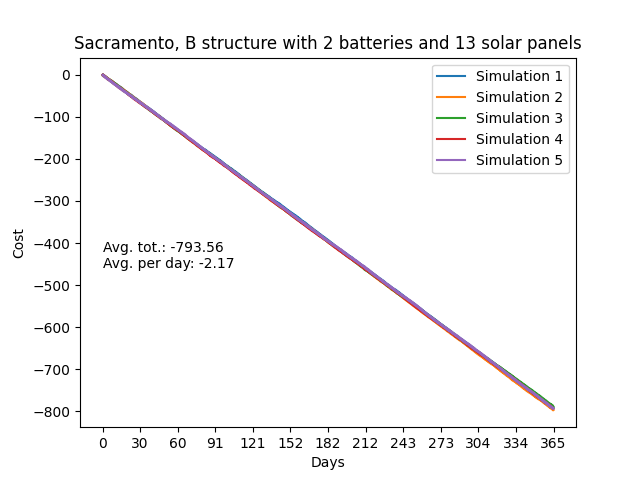 Sacramento, B structure with 2 batteries and 13 solar panels
0
−100
−200
−300
−400
−500
−600
−700
−800
Cost
Simulation 1
Simulation 2
Simulation 3
Simulation 4
Simulation 5
Avg. tot.: -793.56
Avg. per day: -2.17
0 30 60 91 121 152 182 212 243 273 304 334 365
Days